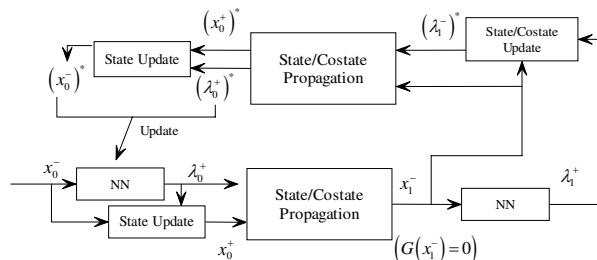 (x₀⁺)*
(λ₁⁻)*
State Update
State/Costate
Propagation
State/Costate
Update
(x₀⁻)*
(λ₀⁺)*
Update
x₀⁻
NN
λ₀⁺
State/Costate
Propagation
x₁⁻
NN
λ₁⁺
State Update
x₀⁺
(G(x₁⁻)=0)